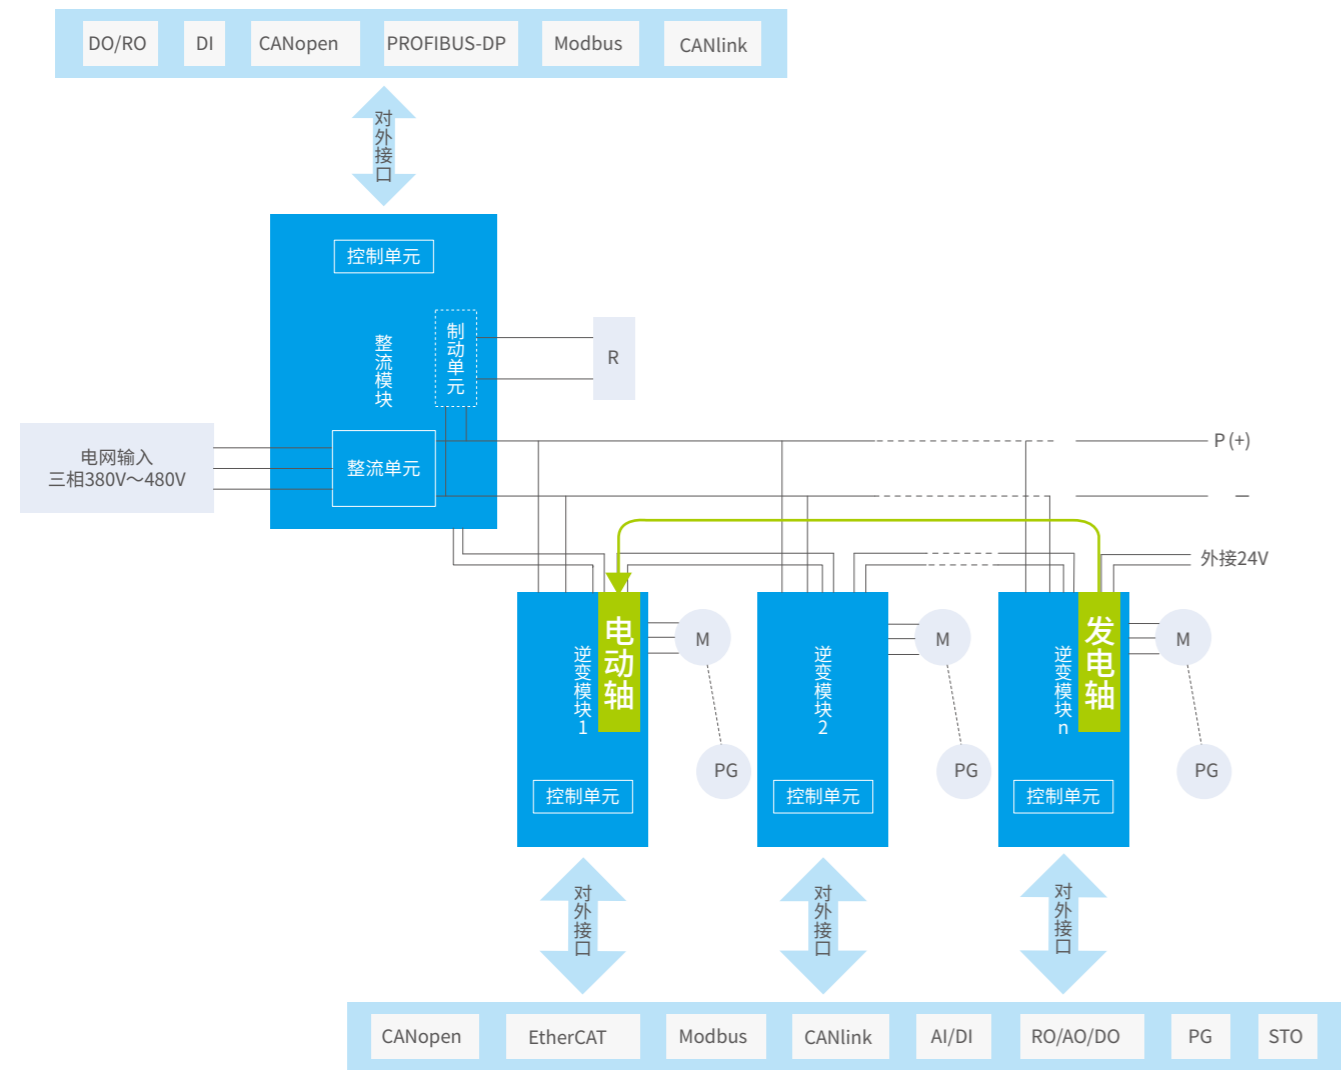 DO/RO
DI
CANopen
PROFIBUS-DP
Modbus
CANlink
对外接口
控制单元
整流模块
制动单元
R
电网输入
三相380V～480V
整流单元
P (+)
—
外接24V
逆变模块1
电动轴
M
PG
控制单元
逆变模块2
M
PG
控制单元
逆变模块n
发电轴
M
PG
控制单元
对外接口
对外接口
对外接口
CANopen
EtherCAT
Modbus
CANlink
AI/DI
RO/AO/DO
PG
STO